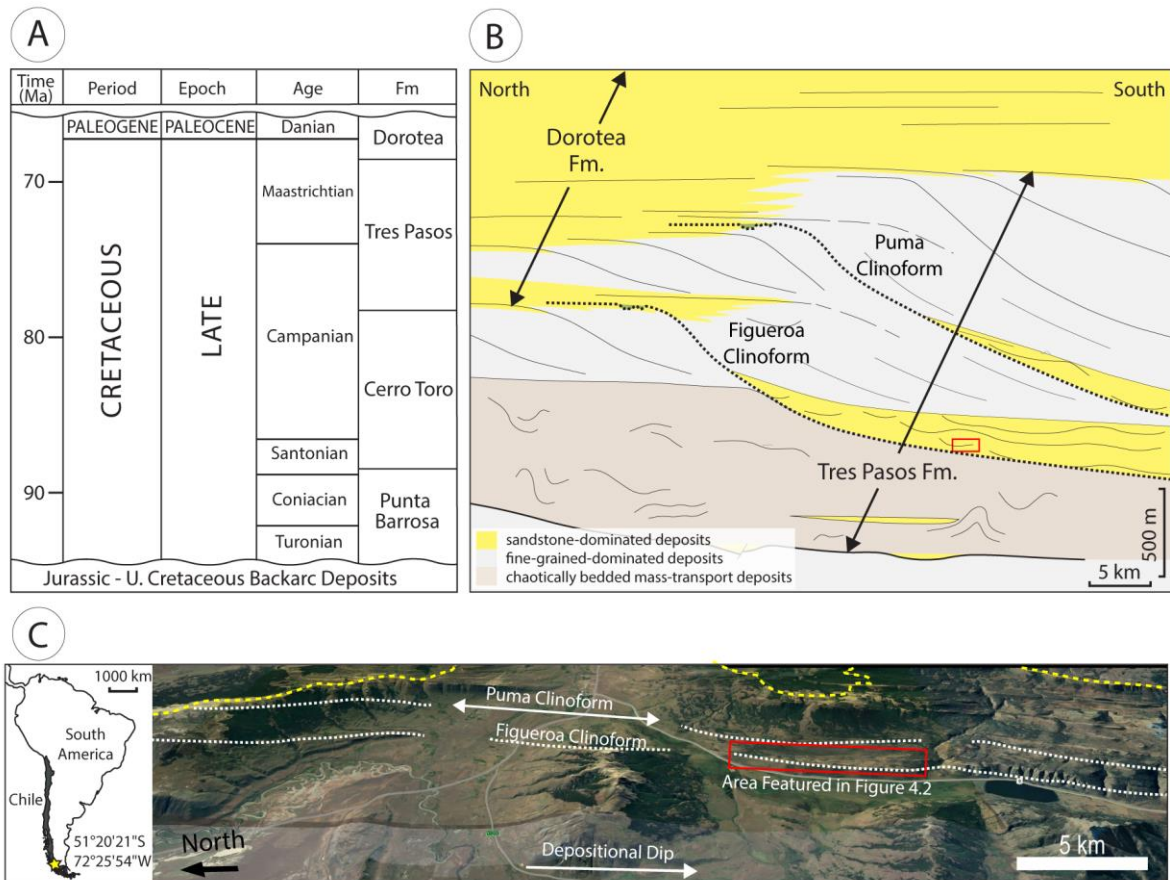 A
Time (Ma)
Period
Epoch
Age
Fm
PALEOGENE
PALEOCENE
Danian
Dorotea
70
Maastrichtian
Tres Pasos
CRETACEOUS
LATE
80
Campanian
Cerro Toro
Santonian
90
Coniacian
Punta
Barrosa
Turonian
Jurassic - U. Cretaceous Backarc Deposits
B
North
South
Dorotea
Fm.
Puma
Clinoform
Figueroa
Clinoform
Tres Pasos Fm.
sandstone-dominated deposits
fine-grained-dominated deposits
chaotically bedded mass-transport deposits
500 m
5 km
C
1000 km
South
America
Chile
51°20'21"S
72°25'54"W
Puma Clinoform
Figueroa Clinoform
Area Featured in Figure 4.2
North
Depositional Dip
5 km